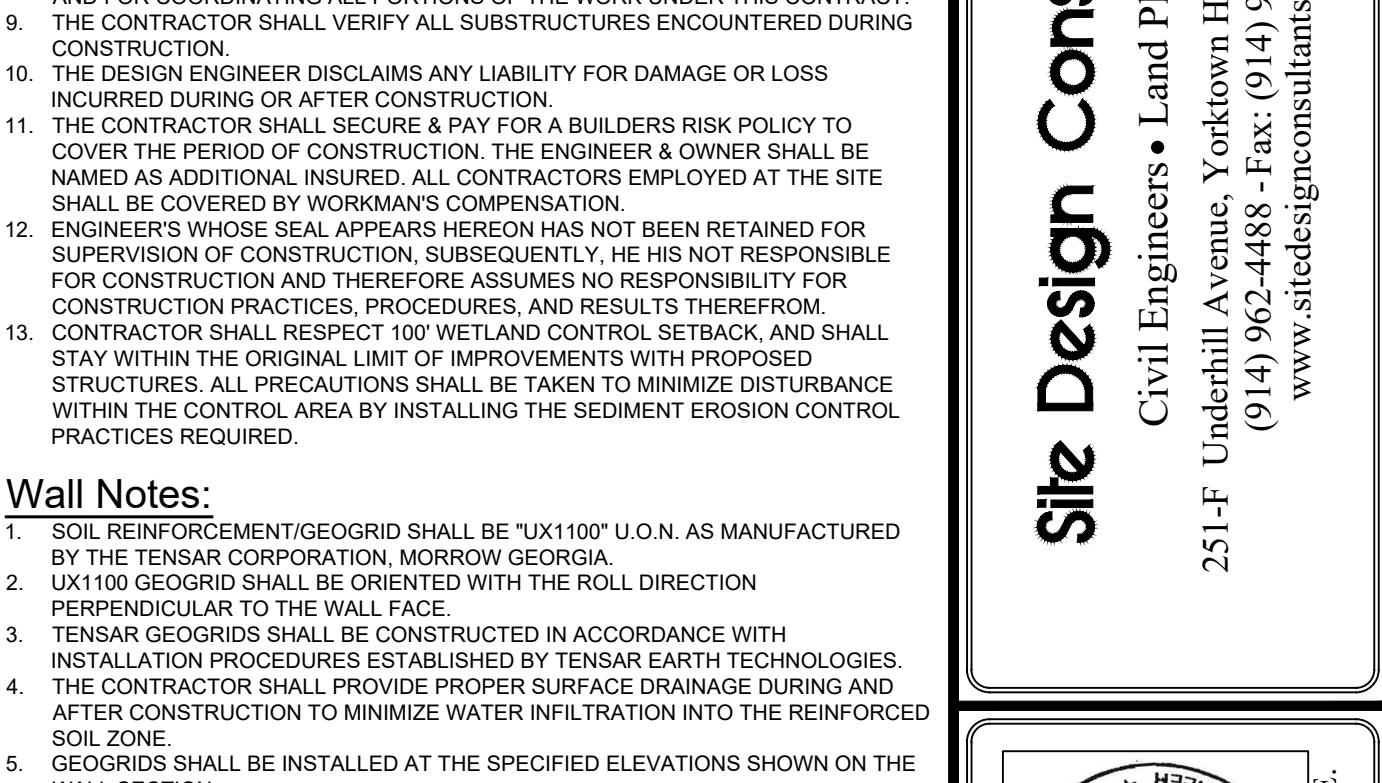 AND FOR COORDINATING ALL PORTIONS OF THE WORK UNDER THIS CONTRACT.
9. THE CONTRACTOR SHALL VERIFY ALL SUBSTRUCTURES ENCOUNTERED DURING
CONSTRUCTION.
10. THE DESIGN ENGINEER DISCLAIMS ANY LIABILITY FOR DAMAGE OR LOSS
INCURRED DURING OR AFTER CONSTRUCTION.
11. THE CONTRACTOR SHALL SECURE & PAY FOR A BUILDERS RISK POLICY TO
COVER THE PERIOD OF CONSTRUCTION. THE ENGINEER & OWNER SHALL BE
NAMED AS ADDITIONAL INSURED. ALL CONTRACTORS EMPLOYED AT THE SITE
SHALL BE COVERED BY WORKMAN'S COMPENSATION.
12. ENGINEER'S WHOSE SEAL APPEARS HEREON HAS NOT BEEN RETAINED FOR
SUPERVISION OF CONSTRUCTION, SUBSEQUENTLY, HE HIS NOT RESPONSIBLE
FOR CONSTRUCTION AND THEREFORE ASSUMES NO RESPONSIBILITY FOR
CONSTRUCTION PRACTICES, PROCEDURES, AND RESULTS THEREFROM.
13. CONTRACTOR SHALL RESPECT 100' WETLAND CONTROL SETBACK, AND SHALL
STAY WITHIN THE ORIGINAL LIMIT OF IMPROVEMENTS WITH PROPOSED
STRUCTURES. ALL PRECAUTIONS SHALL BE TAKEN TO MINIMIZE DISTURBANCE
WITHIN THE CONTROL AREA BY INSTALLING THE SEDIMENT EROSION CONTROL
PRACTICES REQUIRED.
Wall Notes:
1. SOIL REINFORCEMENT/GEOGRID SHALL BE "UX1100" U.O.N. AS MANUFACTURED
BY THE TENSAR CORPORATION, MORROW GEORGIA.
2. UX1100 GEOGRID SHALL BE ORIENTED WITH THE ROLL DIRECTION
PERPENDICULAR TO THE WALL FACE.
3. TENSAR GEOGRIDS SHALL BE CONSTRUCTED IN ACCORDANCE WITH
INSTALLATION PROCEDURES ESTABLISHED BY TENSAR EARTH TECHNOLOGIES.
4. THE CONTRACTOR SHALL PROVIDE PROPER SURFACE DRAINAGE DURING AND
AFTER CONSTRUCTION TO MINIMIZE WATER INFILTRATION INTO THE REINFORCED
SOIL ZONE.
5. GEOGRIDS SHALL BE INSTALLED AT THE SPECIFIED ELEVATIONS SHOWN ON THE
WALL SECTION
Site Design Cons
Civil Engineers • Land Pl
251-F Underhill Avenue, Yorktown H
(914) 962-4488 - Fax: (914) 9
www.sitedesignconsultants